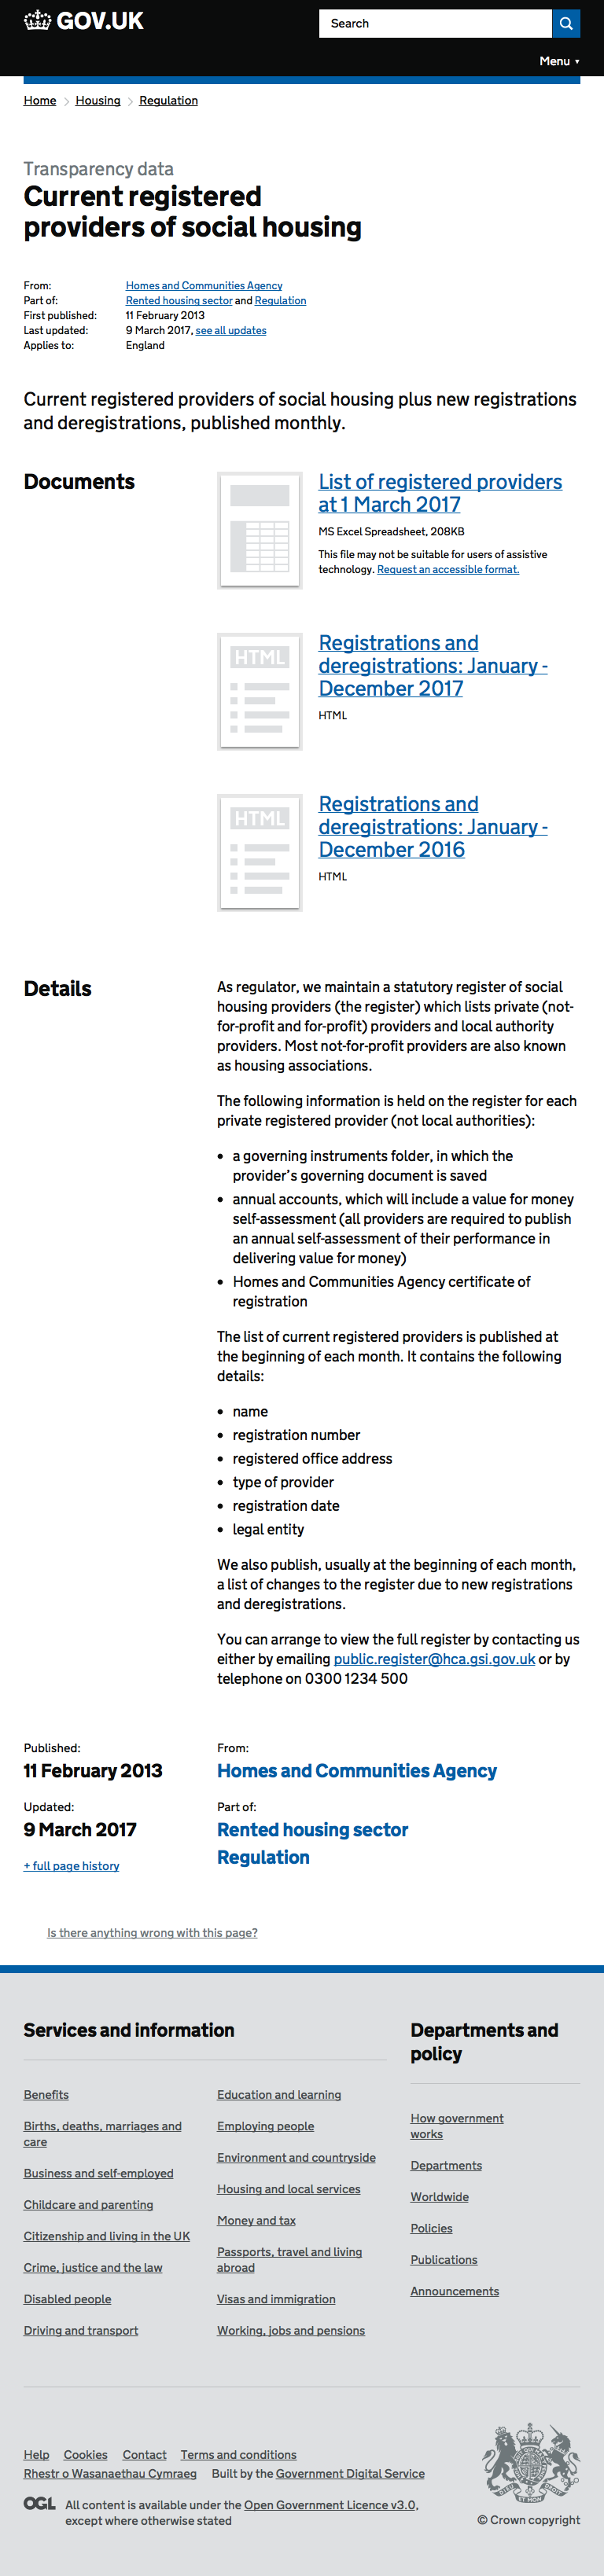 GOV.UK
Search
Menu ▼
Home
Housing
Regulation
Transparency data
Current registered
providers of social housing
From: Homes and Communities Agency
Part of: Rented housing sector and Regulation
First published: 11 February 2013
Last updated: 9 March 2017, see all updates
Applies to: England
Current registered providers of social housing plus new registrations
and deregistrations, published monthly.
Documents
List of registered providers
at 1 March 2017
MS Excel Spreadsheet, 208KB
This file may not be suitable for users of assistive
technology. Request an accessible format.
HTML
Registrations and
deregistrations: January -
December 2017
HTML
HTML
Registrations and
deregistrations: January -
December 2016
HTML
Details
As regulator, we maintain a statutory register of social
housing providers (the register) which lists private (not-
for-profit and for-profit) providers and local authority
providers. Most not-for-profit providers are also known
as housing associations.
The following information is held on the register for each
private registered provider (not local authorities):
• a governing instruments folder, in which the
provider’s governing document is saved
• annual accounts, which will include a value for money
self-assessment (all providers are required to publish
an annual self-assessment of their performance in
delivering value for money)
• Homes and Communities Agency certificate of
registration
The list of current registered providers is published at
the beginning of each month. It contains the following
details:
• name
• registration number
• registered office address
• type of provider
• registration date
• legal entity
We also publish, usually at the beginning of each month,
a list of changes to the register due to new registrations
and deregistrations.
You can arrange to view the full register by contacting us
either by emailing public.register@hca.gsi.gov.uk or by
telephone on 0300 1234 500
Published:
11 February 2013
Updated:
9 March 2017
+ full page history
From:
Homes and Communities Agency
Part of:
Rented housing sector
Regulation
Is there anything wrong with this page?
Services and information
Benefits
Births, deaths, marriages and
care
Business and self-employed
Childcare and parenting
Citizenship and living in the UK
Crime, justice and the law
Disabled people
Driving and transport
Education and learning
Employing people
Environment and countryside
Housing and local services
Money and tax
Passports, travel and living
abroad
Visas and immigration
Working, jobs and pensions
Departments and
policy
How government
works
Departments
Worldwide
Policies
Publications
Announcements
Help
Cookies
Contact
Terms and conditions
Rhestr o Wasanaethau Cymraeg
Built by the Government Digital Service
OGL
All content is available under the Open Government Licence v3.0,
except where otherwise stated
© Crown copyright